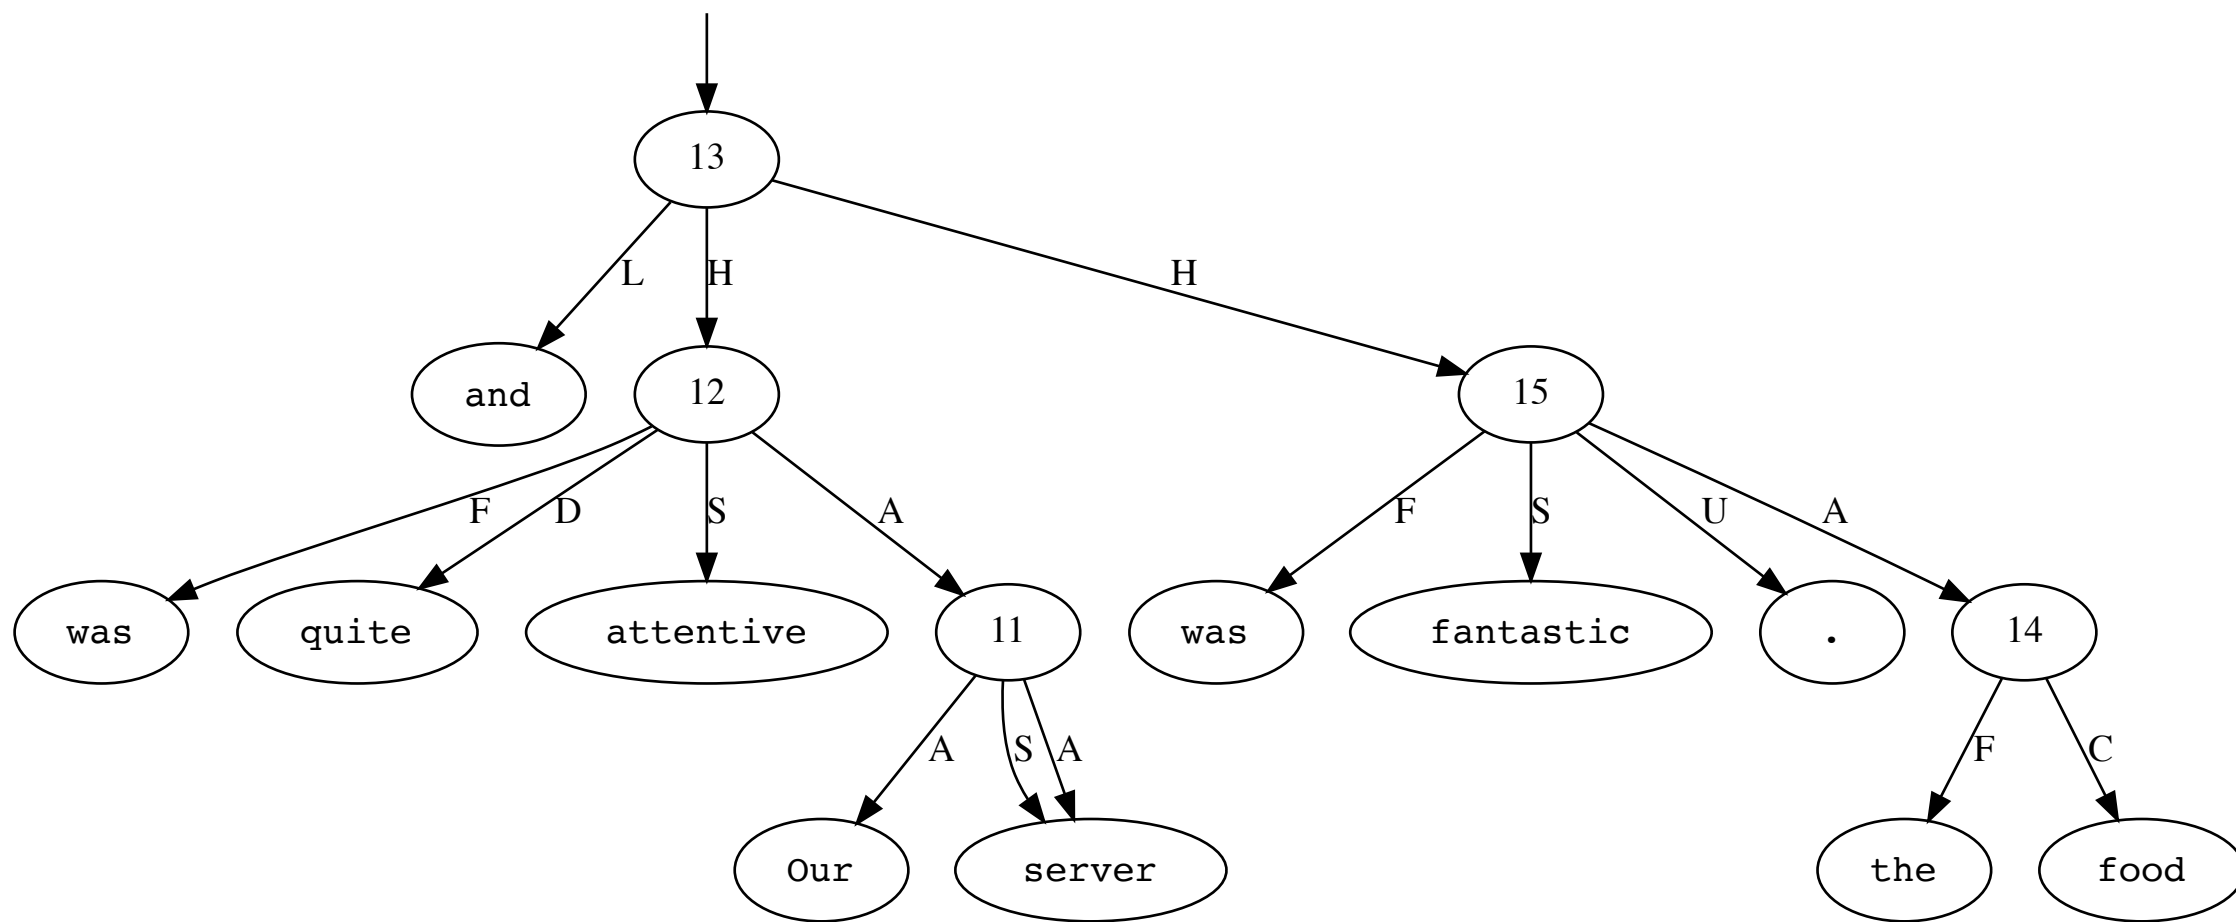 13
L H H
and 12 15
F D S A F S U A
was quite attentive 11 was fantastic . 14
A S A F C
Our server the food